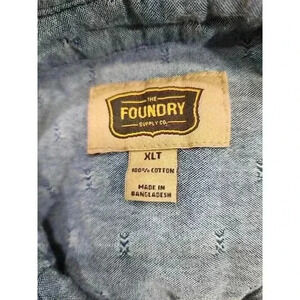 THE
FOUNDRY
SUPPLY CO.
XLT
100% COTTON
MADE IN
BANGLADESH